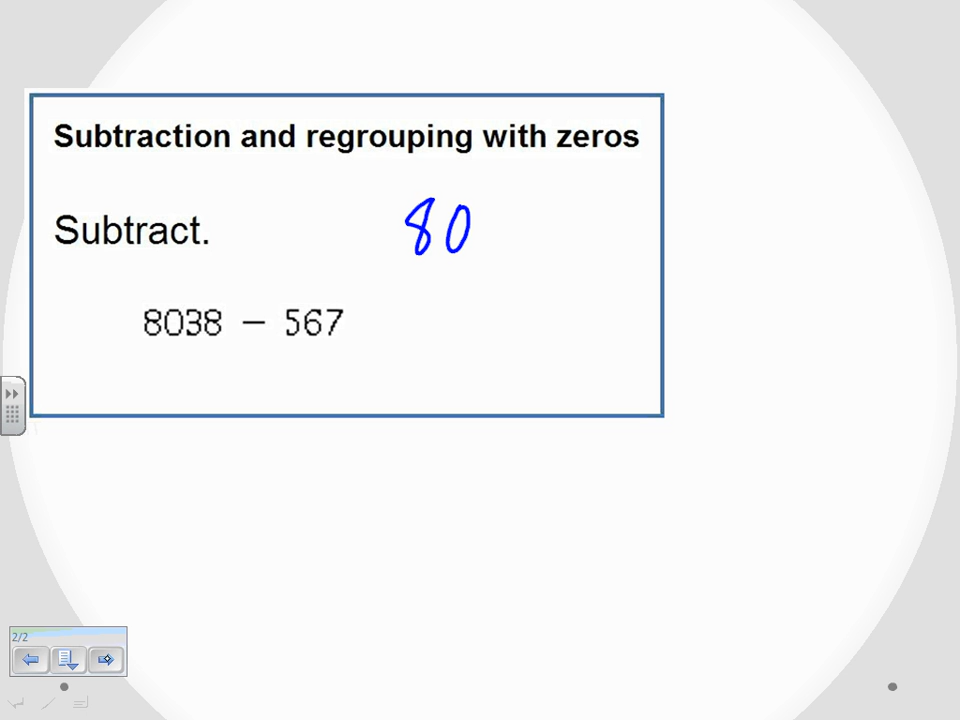 Subtraction and regrouping with zeros
Subtract. 80
8038 – 567
2/2